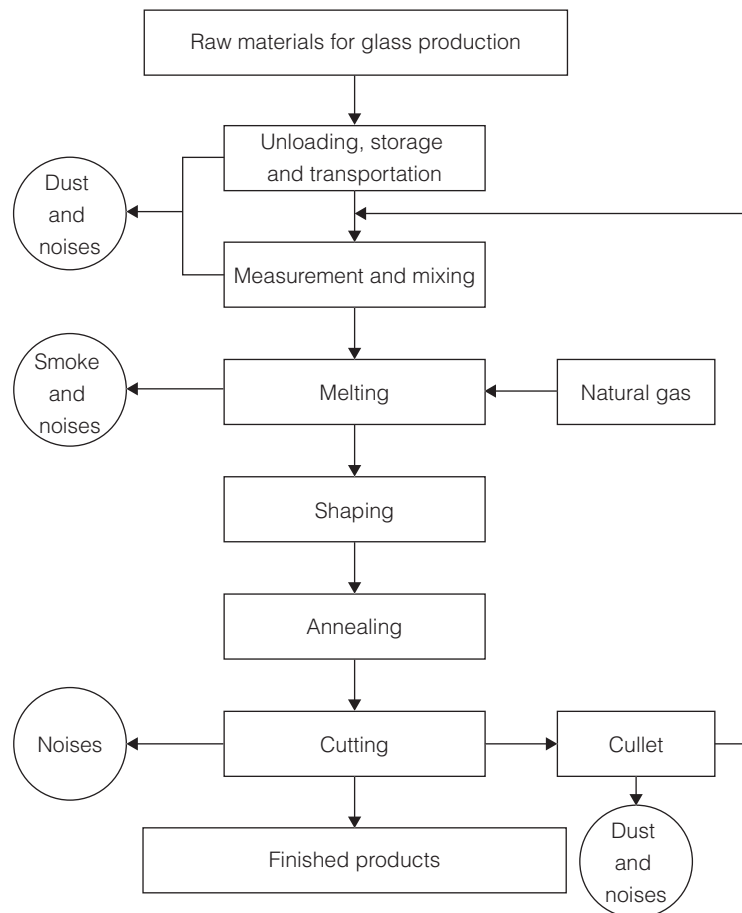 Raw materials for glass production
Unloading, storage
and transportation
Dust
and
noises
Measurement and mixing
Smoke
and
noises
Melting
Natural gas
Shaping
Annealing
Noises
Cutting
Cullet
Finished products
Dust
and
noises